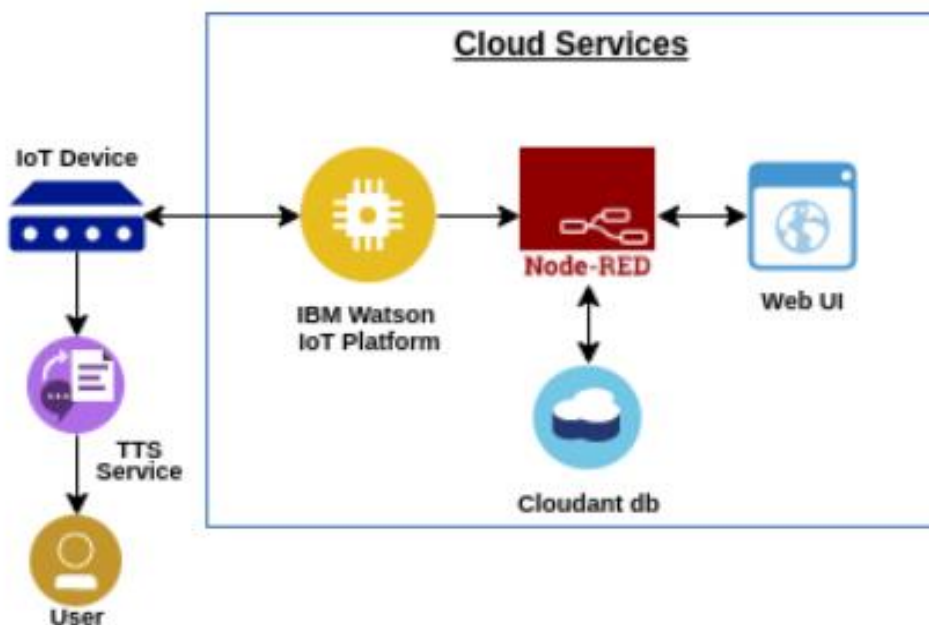 Cloud Services
IoT Device
Node-RED
IBM Watson
IoT Platform
Web UI
TTS
Service
Cloudant db
User